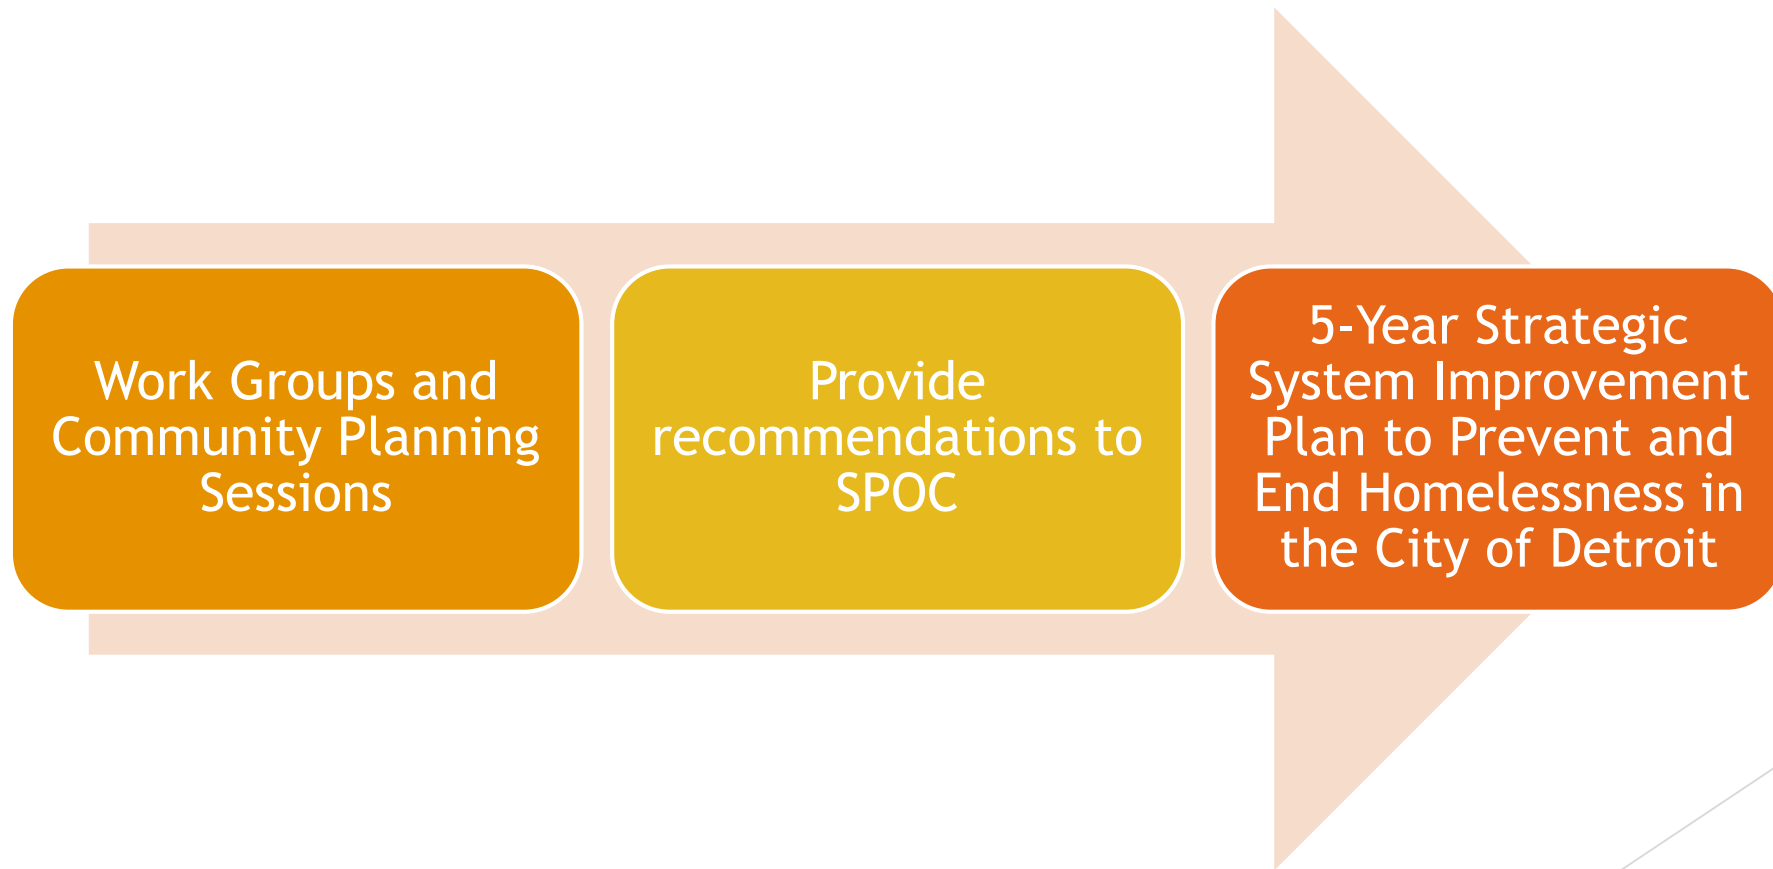 Work Groups and
Community Planning
Sessions
Provide
recommendations to
SPOC
5-Year Strategic
System Improvement
Plan to Prevent and
End Homelessness in
the City of Detroit